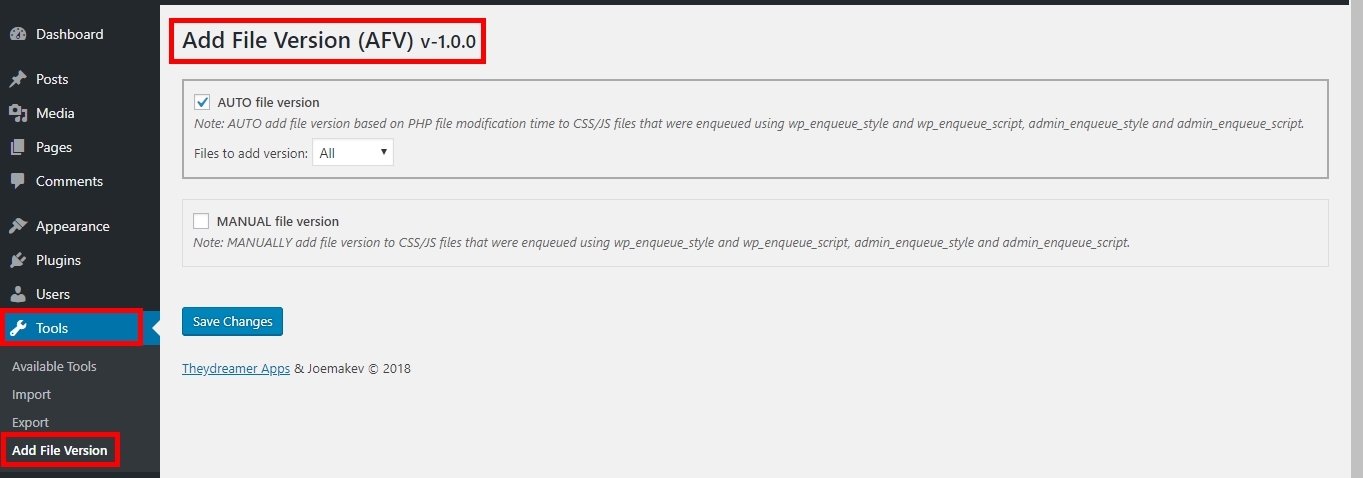 Dashboard
Posts
Media
Pages
Comments
Appearance
Plugins
Users
Tools
Available Tools
Import
Export
Add File Version
Add File Version (AFV) v-1.0.0
AUTO file version
Note: AUTO add file version based on PHP file modification time to CSS/JS files that were enqueued using wp_enqueue_style and wp_enqueue_script, admin_enqueue_style and admin_enqueue_script.
Files to add version: All
MANUAL file version
Note: MANUALLY add file version to CSS/JS files that were enqueued using wp_enqueue_style and wp_enqueue_script, admin_enqueue_style and admin_enqueue_script.
Save Changes
Theydreamer Apps & Joemakev © 2018